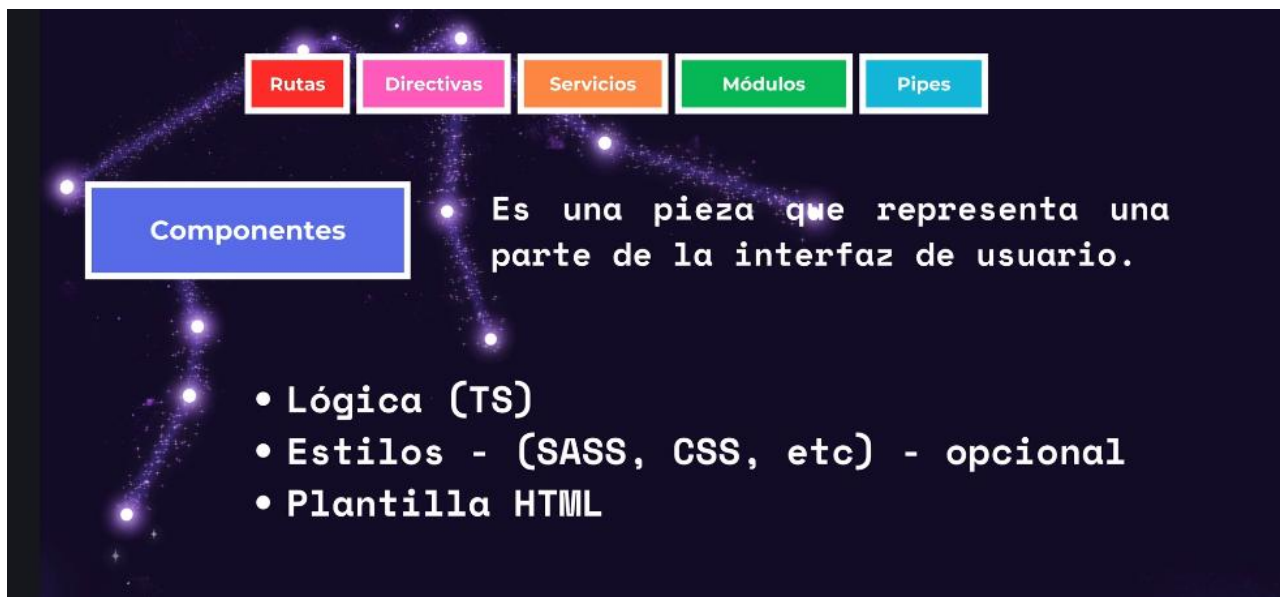 Rutas Directivas Servicios Módulos Pipes
Componentes
Es una pieza que representa una
parte de la interfaz de usuario.
• Lógica (TS)
• Estilos - (SASS, CSS, etc) - opcional
• Plantilla HTML